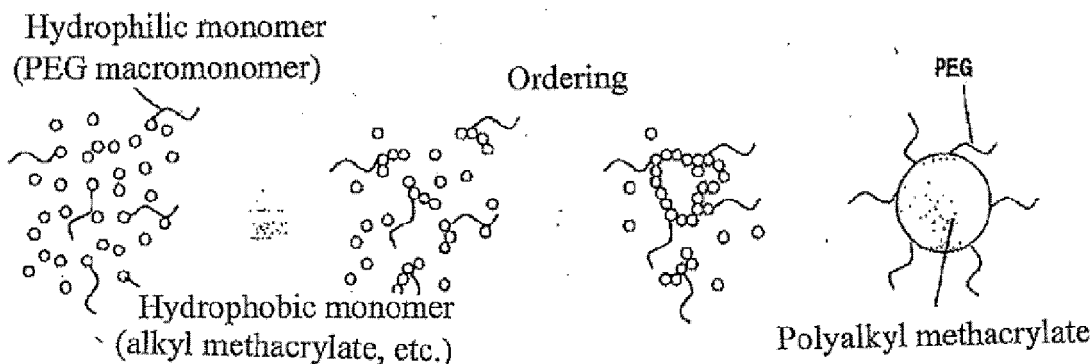 Hydrophilic monomer
(PEG macromonomer)
Ordering
PEG
Hydrophobic monomer
(alkyl methacrylate, etc.)
Polyalkyl methacrylate